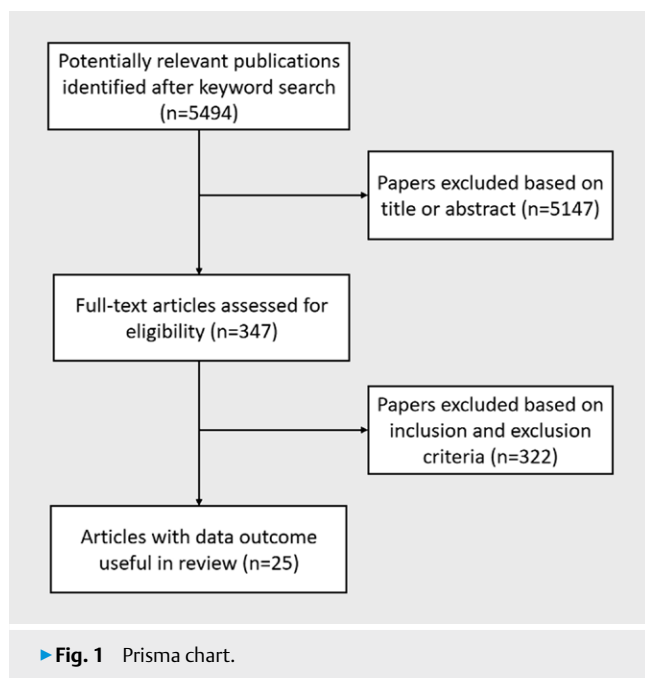 Potentially relevant publications
identified after keyword search
(n=5494)
Papers excluded based on
title or abstract (n=5147)
Full-text articles assessed for
eligibility (n=347)
Papers excluded based on
inclusion and exclusion
criteria (n=322)
Articles with data outcome
useful in review (n=25)
▶Fig. 1 Prisma chart.